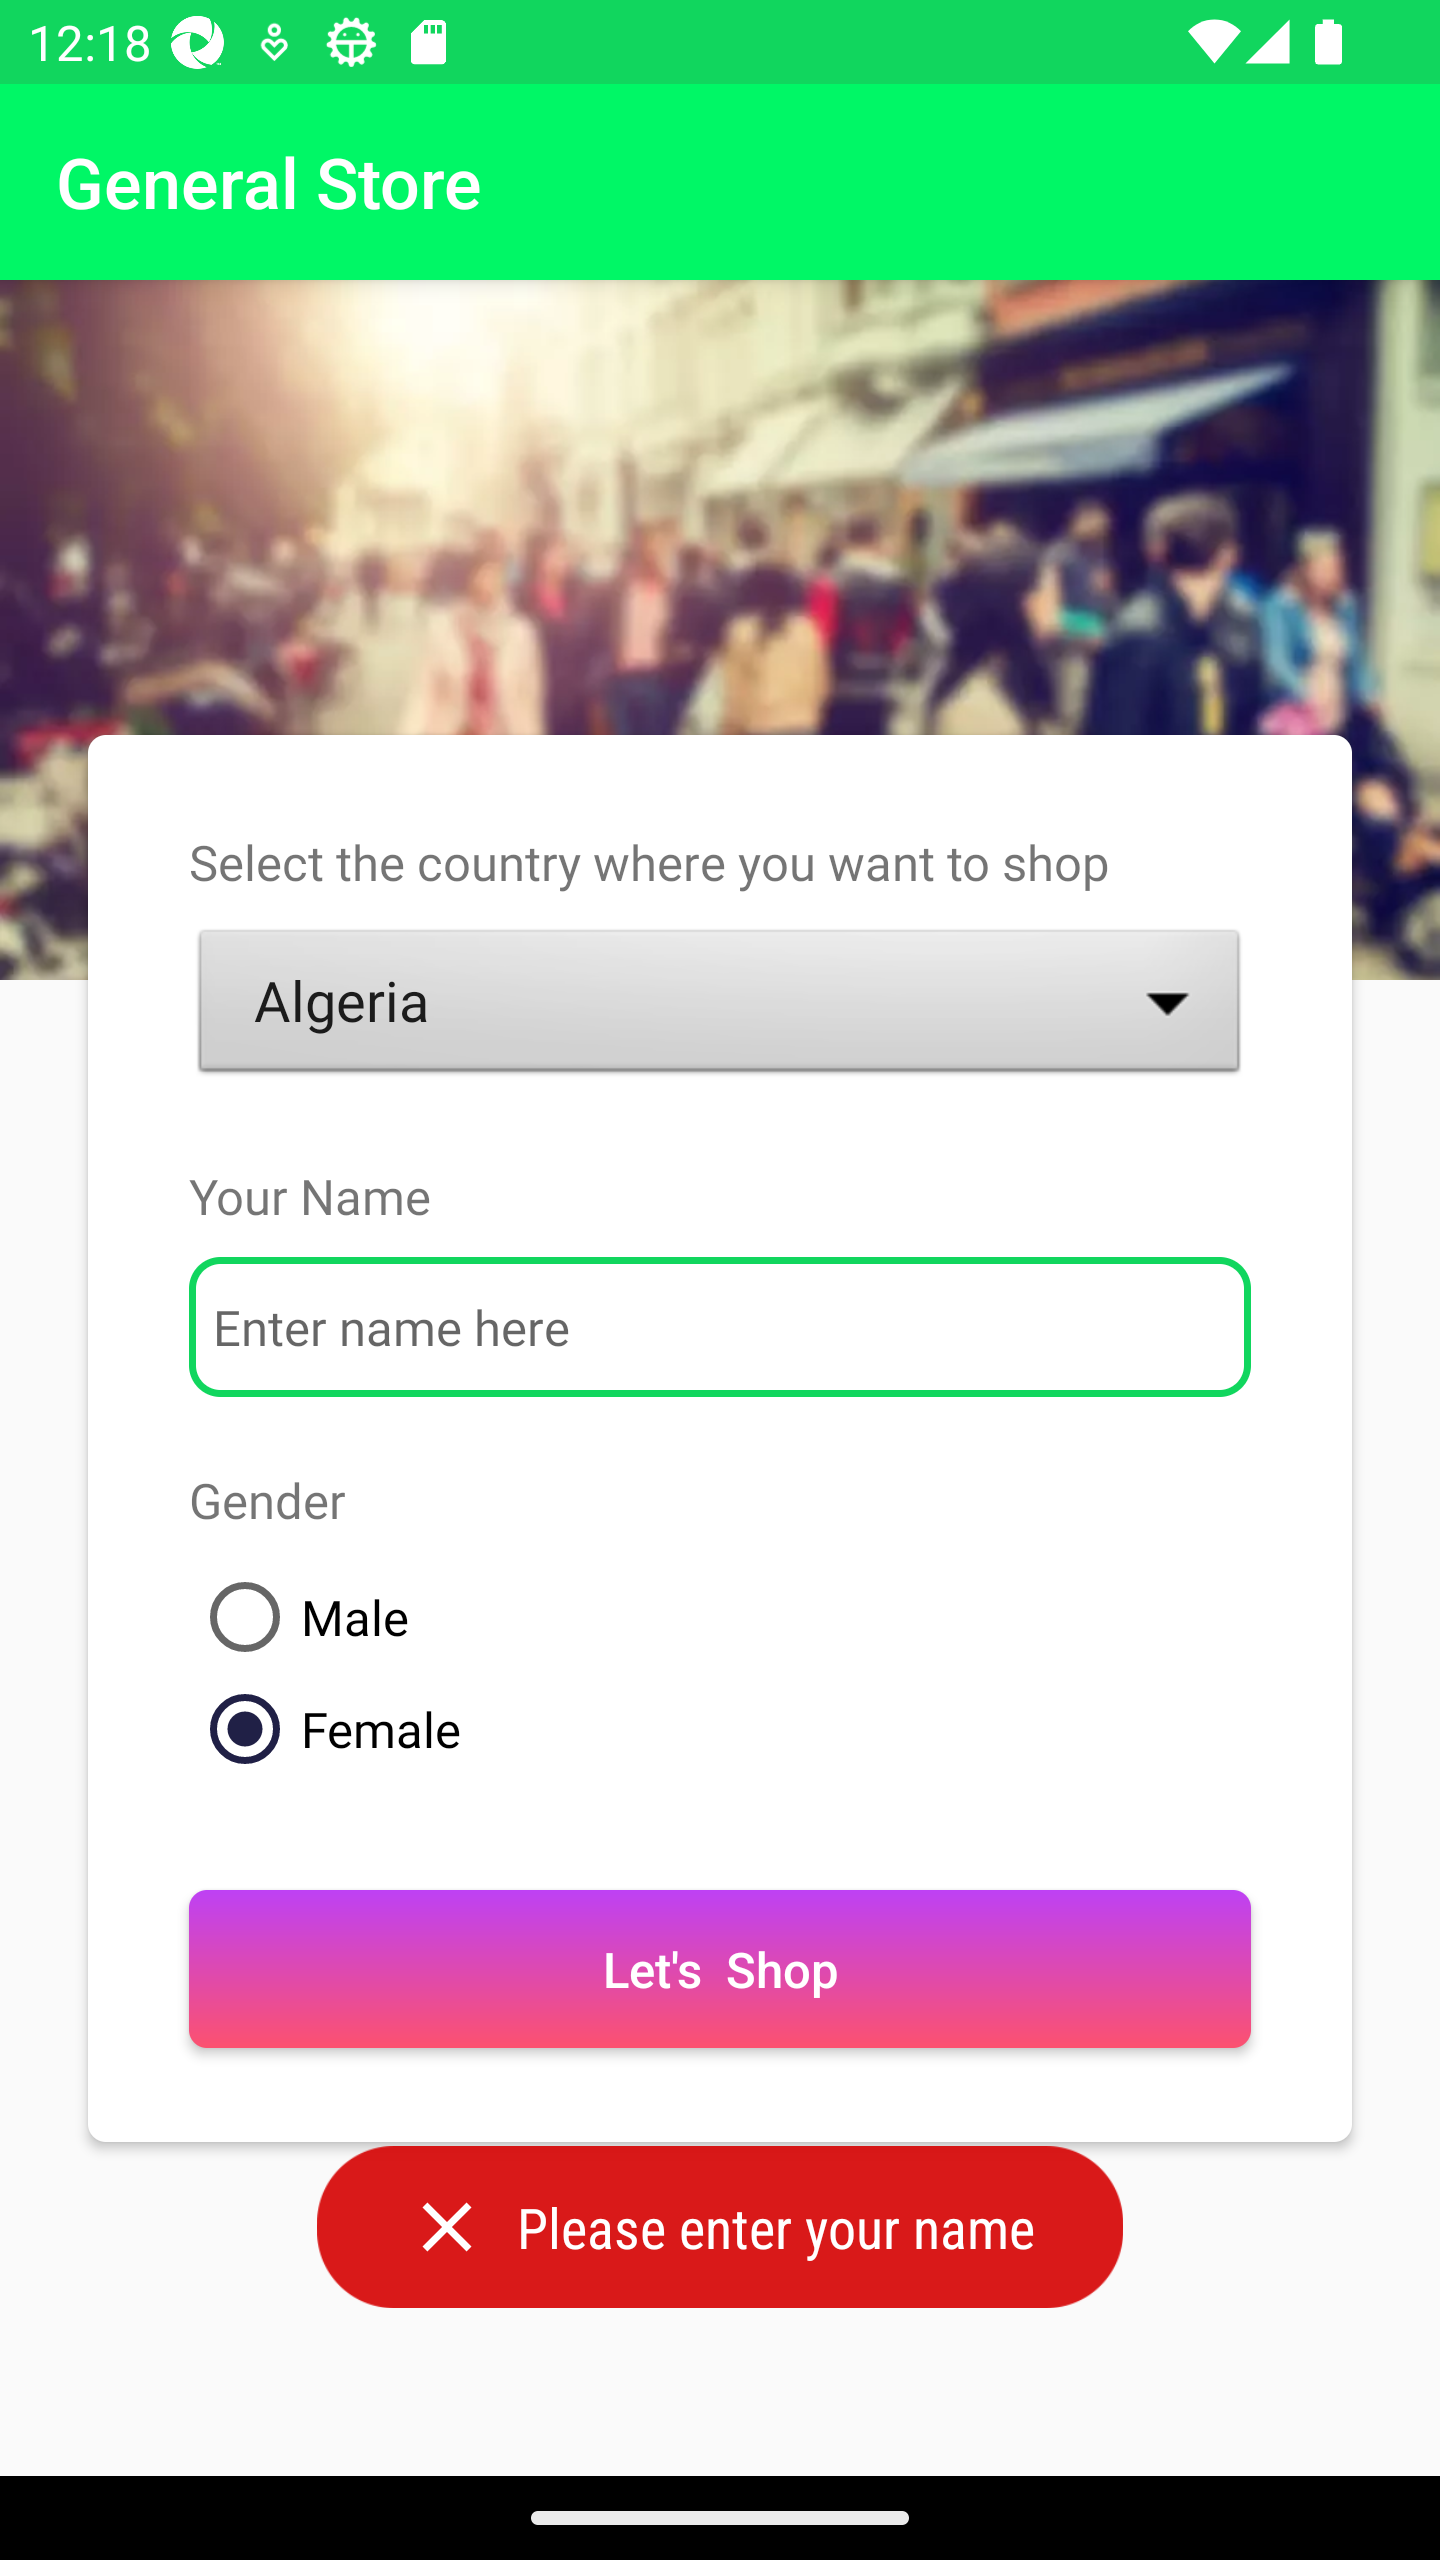 12:18
General Store
Select the country where you want to shop
Algeria
Your Name
Enter name here
Gender
Male
Female
Let's  Shop
Please enter your name